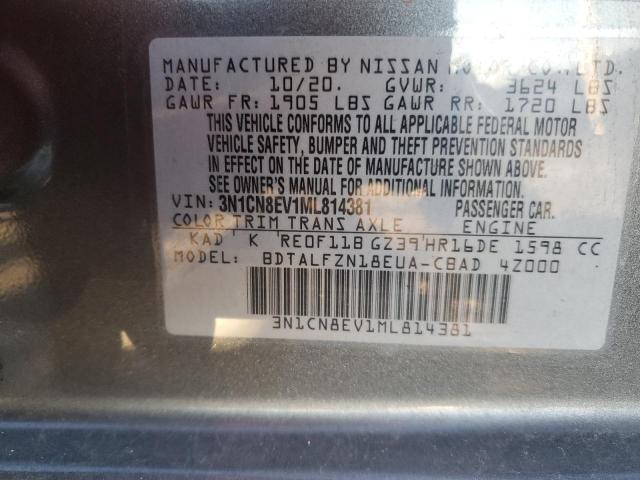 MANUFACTURED BY NISSAN MOTOR CO., LTD.
DATE: 10/20. GVWR: 3624 LBS
GAWR FR: 1905 LBS GAWR RR: 1720 LBS
THIS VEHICLE CONFORMS TO ALL APPLICABLE FEDERAL MOTOR
VEHICLE SAFETY, BUMPER AND THEFT PREVENTION STANDARDS
IN EFFECT ON THE DATE OF MANUFACTURE SHOWN ABOVE.
SEE OWNER'S MANUAL FOR ADDITIONAL INFORMATION
VIN: 3N1CN8EV1ML814381 PASSENGER CAR.
COLOR TRIM TRANS AXLE ENGINE
KAD K RE0F11B GZ39 HR16DE 1598 CC
MODEL: BDTALFZN18EUA-CBAD 4Z000
3N1CN8EV1ML814381